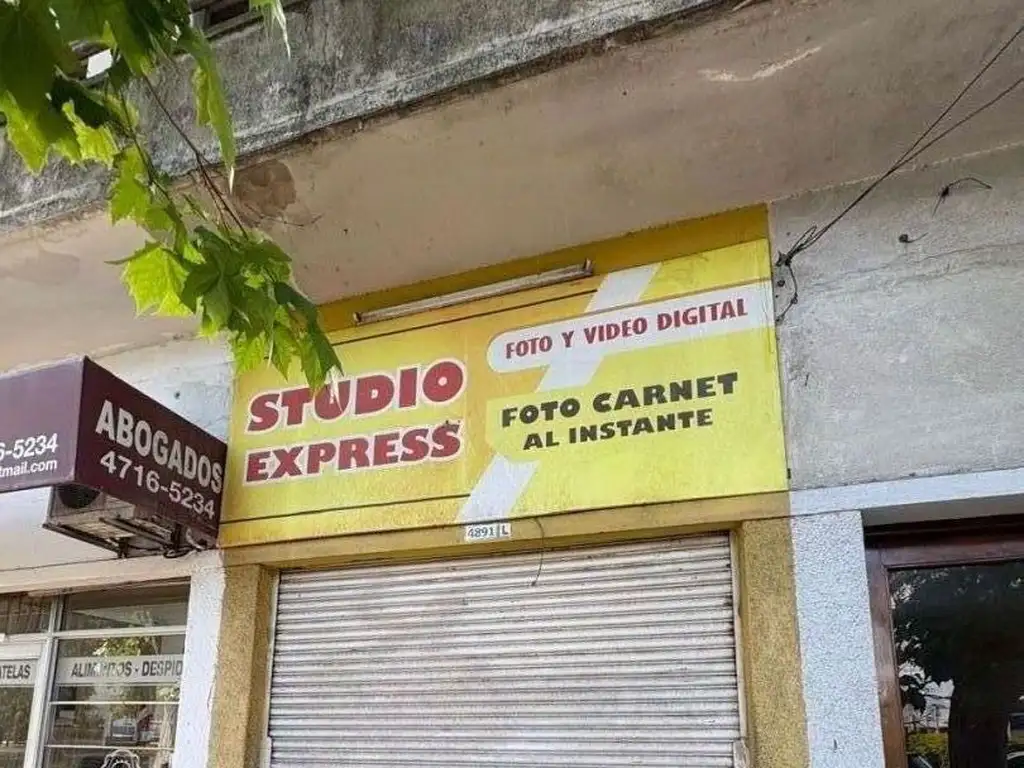 STUDIO
EXPRESS
FOTO Y VIDEO DIGITAL
FOTO CARNET
AL INSTANTE
4891 L
ABOGADOS
4716-5234
6-5234
tmail.com
TELAS
ALIMENTOS - DESPID